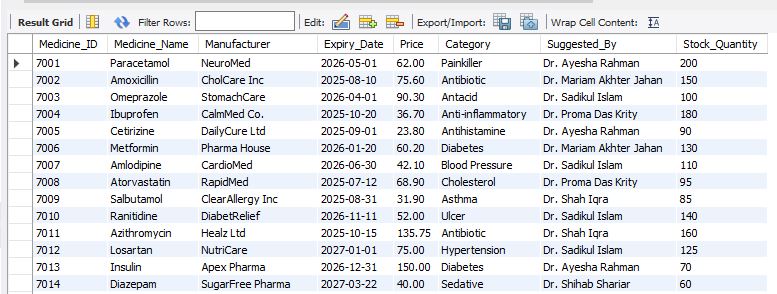 Result Grid Filter Rows: Edit: Export/Import: Wrap Cell Content: IA
Medicine_ID Medicine_Name Manufacturer Expiry_Date Price Category Suggested_By Stock_Quantity
7001 Paracetamol NeuroMed 2026-05-01 62.00 Painkiller Dr. Ayesha Rahman 200
7002 Amoxicillin CholCare Inc 2025-08-10 75.60 Antibiotic Dr. Mariam Akhter Jahan 150
7003 Omeprazole StomachCare 2026-04-01 90.30 Antacid Dr. Sadikul Islam 100
7004 Ibuprofen CalmMed Co. 2025-10-20 36.70 Anti-inflammatory Dr. Proma Das Krity 180
7005 Cetirizine DailyCure Ltd 2025-09-01 23.80 Antihistamine Dr. Ayesha Rahman 90
7006 Metformin Pharma House 2026-01-20 60.20 Diabetes Dr. Mariam Akhter Jahan 130
7007 Amlodipine CardioMed 2026-06-30 42.10 Blood Pressure Dr. Sadikul Islam 110
7008 Atorvastatin RapidMed 2025-07-12 68.90 Cholesterol Dr. Proma Das Krity 95
7009 Salbutamol ClearAllergy Inc 2025-08-31 31.90 Asthma Dr. Shah Iqra 85
7010 Ranitidine DiabetRelief 2026-11-11 52.00 Ulcer Dr. Sadikul Islam 140
7011 Azithromycin Healz Ltd 2025-10-15 135.75 Antibiotic Dr. Shah Iqra 160
7012 Losartan NutriCare 2027-01-01 75.00 Hypertension Dr. Sadikul Islam 125
7013 Insulin Apex Pharma 2026-12-31 150.00 Diabetes Dr. Ayesha Rahman 70
7014 Diazepam SugarFree Pharma 2027-03-22 40.00 Sedative Dr. Shihab Shariar 60